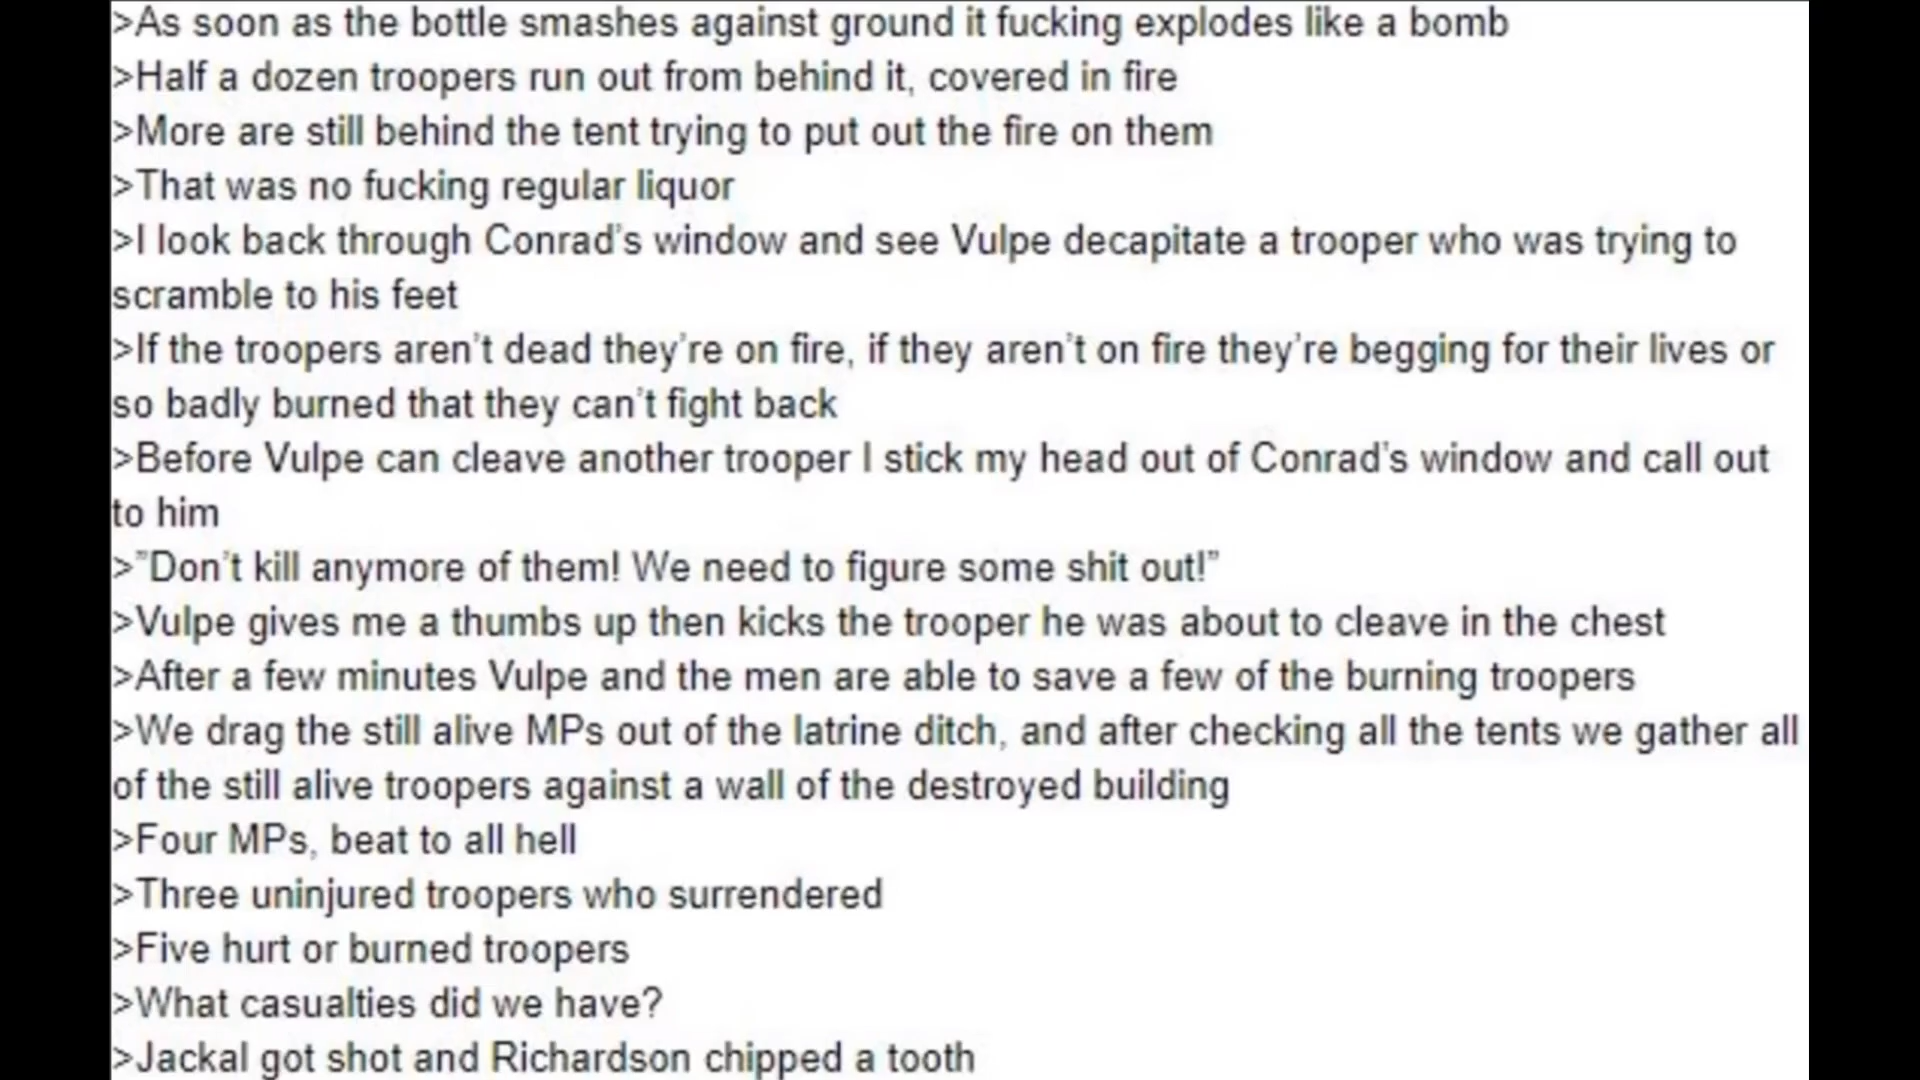 >As soon as the bottle smashes against ground it fucking explodes like a bomb
>Half a dozen troopers run out from behind it, covered in fire
>More are still behind the tent trying to put out the fire on them
>That was no fucking regular liquor
>I look back through Conrad's window and see Vulpe decapitate a trooper who was trying to
scramble to his feet
>If the troopers aren't dead they're on fire, if they aren't on fire they're begging for their lives or
so badly burned that they can't fight back
>Before Vulpe can cleave another trooper I stick my head out of Conrad's window and call out
to him
>"Don't kill anymore of them! We need to figure some shit out!"
>Vulpe gives me a thumbs up then kicks the trooper he was about to cleave in the chest
>After a few minutes Vulpe and the men are able to save a few of the burning troopers
>We drag the still alive MPs out of the latrine ditch, and after checking all the tents we gather all
of the still alive troopers against a wall of the destroyed building
>Four MPs, beat to all hell
>Three uninjured troopers who surrendered
>Five hurt or burned troopers
>What casualties did we have?
>Jackal got shot and Richardson chipped a tooth